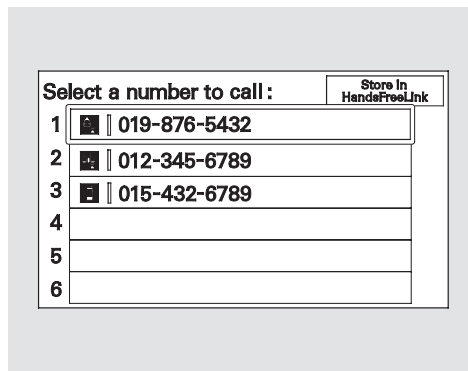 Select a number to call:
Store in
HandsFreeLink
1 019-876-5432
2 012-345-6789
3 015-432-6789
4
5
6